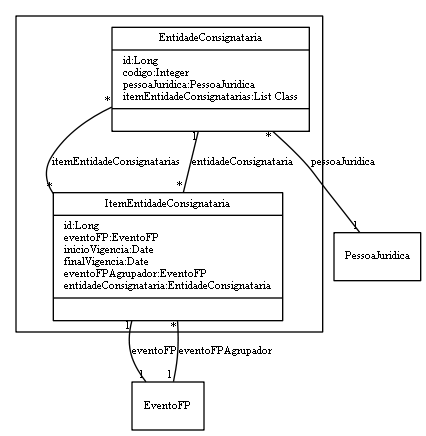 EntidadeConsignataria
id:Long
codigo:Integer
pessoaJuridica:PessoaJuridica
itemEntidadeConsignatarias:List Class
*
1
*
itemEntidadeConsignatarias
entidadeConsignataria
pessoaJuridica
*
*
1
ItemEntidadeConsignataria
id:Long
eventoFP:EventoFP
inicioVigencia:Date
finalVigencia:Date
eventoFPAgrupador:EventoFP
entidadeConsignataria:EntidadeConsignataria
PessoaJuridica
1
*
eventoFP
eventoFPAgrupador
1
1
EventoFP